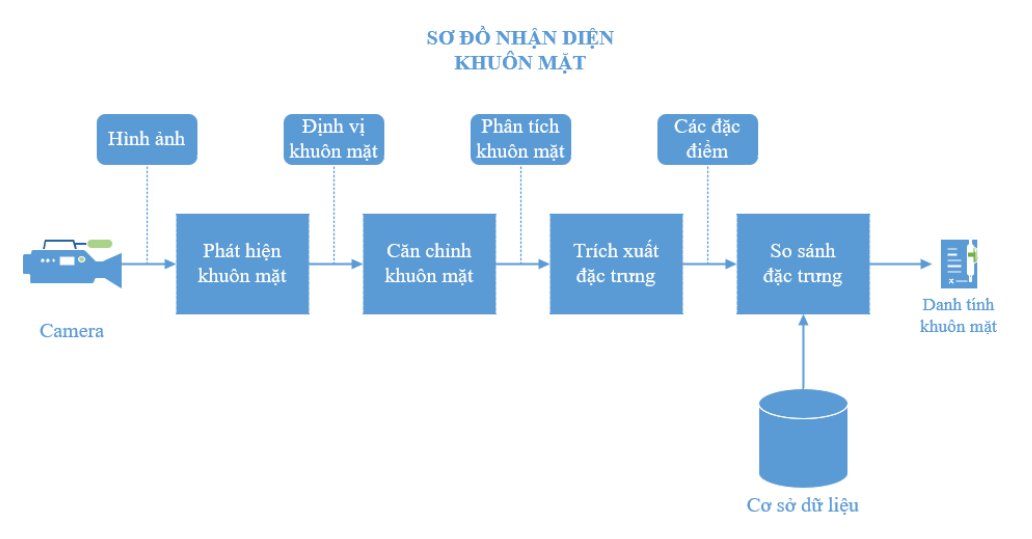 SƠ ĐỒ NHẬN DIỆN
KHUÔN MẶT
Hình ảnh
Định vị
khuôn mặt
Phân tích
khuôn mặt
Các đặc
điểm
Phát hiện
khuôn mặt
Căn chỉnh
khuôn mặt
Trích xuất
đặc trưng
So sánh
đặc trưng
Camera
Danh tính
khuôn mặt
Cơ sở dữ liệu